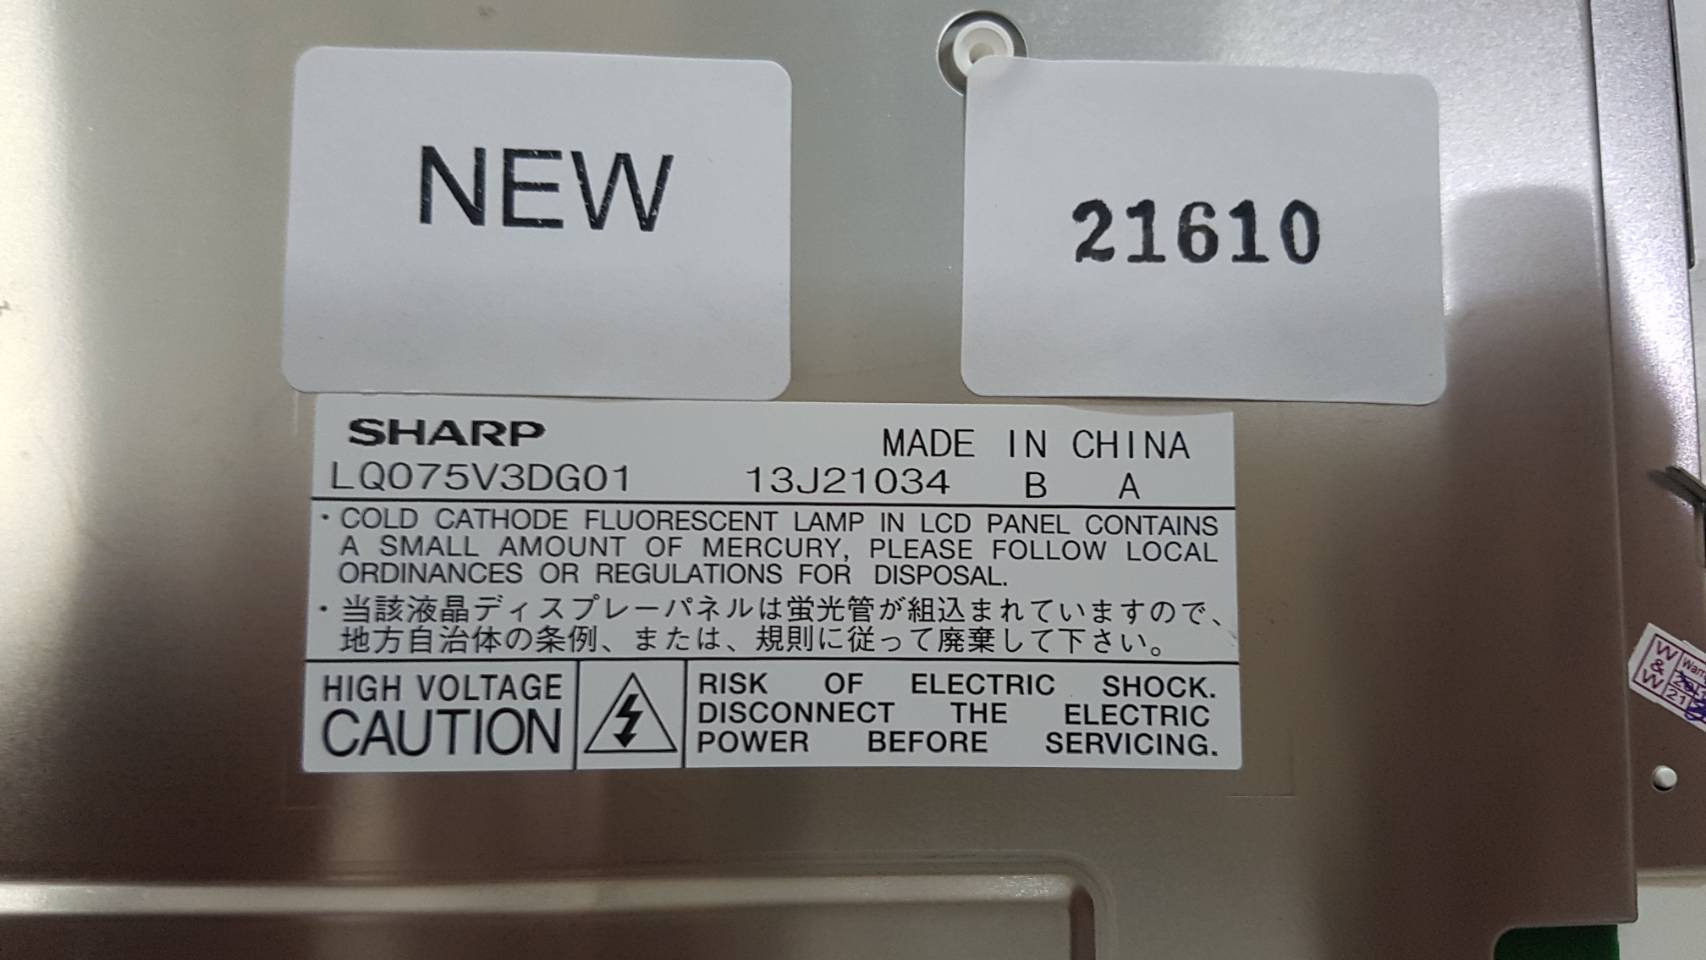 NEW
21610
SHARP MADE IN CHINA
LQ075V3DG01 13J21034 B A
・COLD CATHODE FLUORESCENT LAMP IN LCD PANEL CONTAINS
A SMALL AMOUNT OF MERCURY, PLEASE FOLLOW LOCAL
ORDINANCES OR REGULATIONS FOR DISPOSAL.
・当該液晶ディスプレーパネルは蛍光管が組込まれていますので、
地方自治体の条例、または、規則に従って廃棄して下さい。
HIGH VOLTAGE
CAUTION
RISK OF ELECTRIC SHOCK.
DISCONNECT THE ELECTRIC
POWER BEFORE SERVICING.
W & W
21